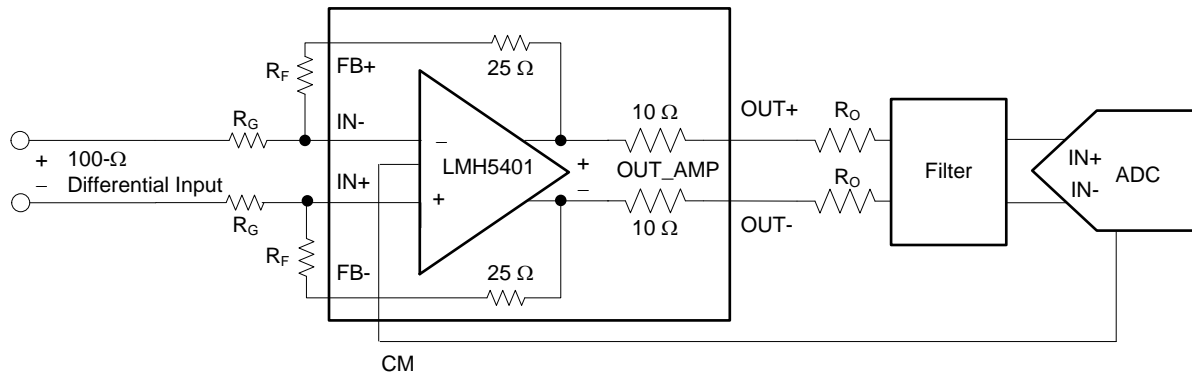 25 Ω
FB+
R_F
10 Ω
OUT+
R_O
R_G
IN-
−
+
100-Ω
−
Differential Input
LMH5401
+
−
OUT_AMP
Filter
IN+
IN-
ADC
IN+
+
R_G
R_O
10 Ω
OUT-
R_F
FB-
25 Ω
CM